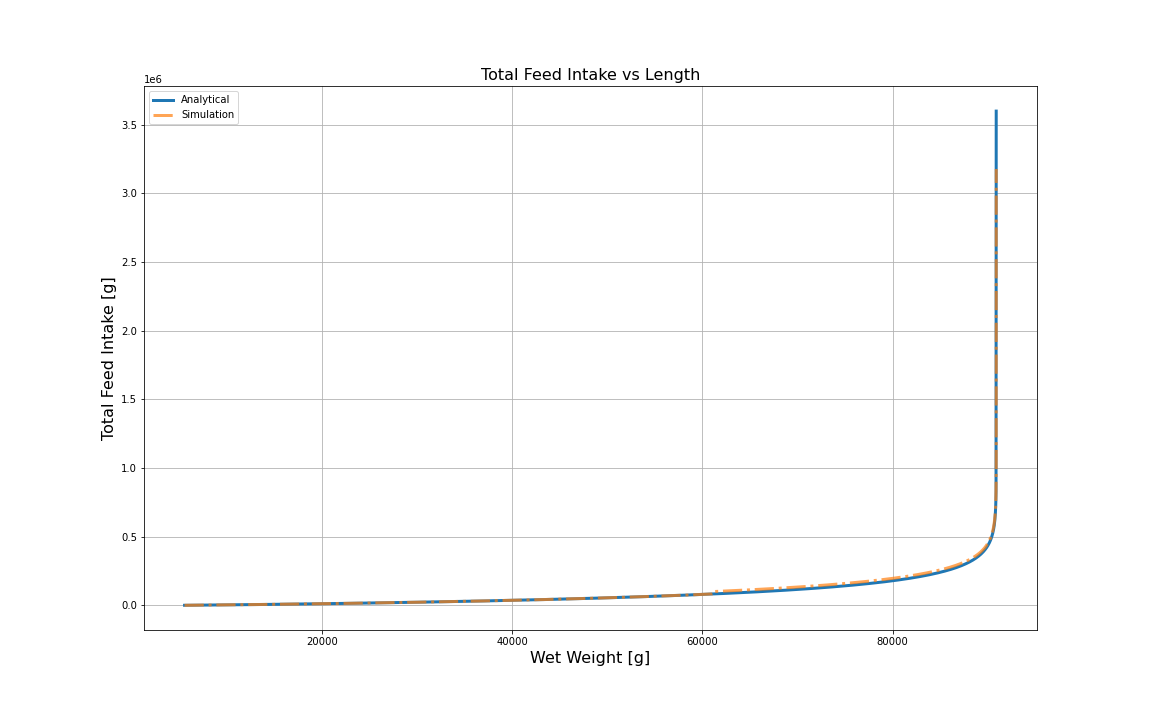 Total Feed Intake vs Length
1e6
Analytical
Simulation
3.5
3.0
2.5
2.0
1.5
1.0
0.5
0.0
Total Feed Intake [g]
20000 40000 60000 80000
Wet Weight [g]